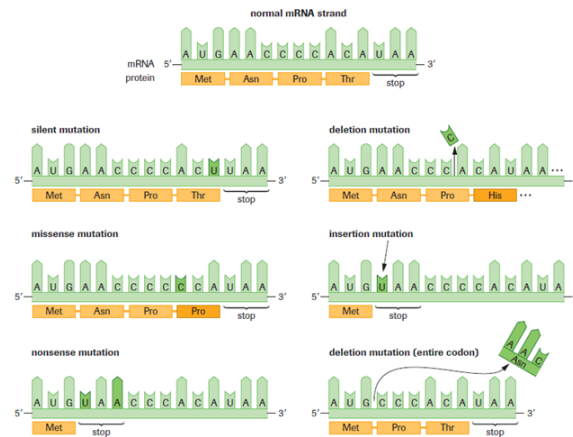 normal mRNA strand
A U G A A C C C C A C A U A A
mRNA 5′ 3′
protein Met Asn Pro Thr stop
silent mutation
A U G A A C C C C A C U U A A
5′ 3′
Met Asn Pro Thr stop
deletion mutation
C
A U G A A C C C A C A U A A ...
5′ 3′
Met Asn Pro His ...
missense mutation
A U G A A C C C C C C A U A A
5′ 3′
Met Asn Pro Pro stop
insertion mutation
A U G U A A C C C C A C A U A
5′ 3′
Met stop
nonsense mutation
A U G U A A C C C A C A U A A
5′ 3′
Met stop
deletion mutation (entire codon)
A A C
Asn
A U G C C C A C A U A A
5′ 3′
Met Pro Thr stop